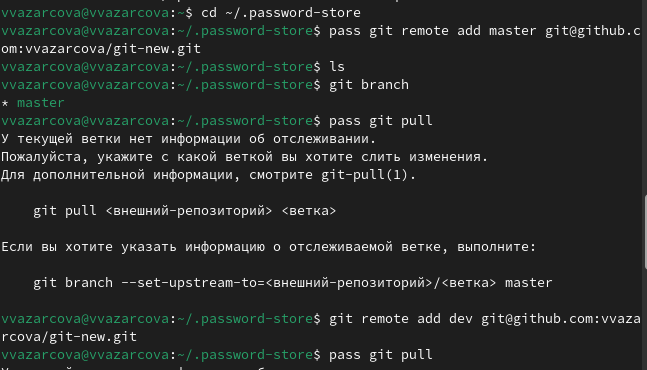 vvazarcova@vvazarcova:~$ cd ~/.password-store
vvazarcova@vvazarcova:~/.password-store$ pass git remote add master git@github.c
om:vvazarcova/git-new.git
vvazarcova@vvazarcova:~/.password-store$ ls
vvazarcova@vvazarcova:~/.password-store$ git branch
* master
vvazarcova@vvazarcova:~/.password-store$ pass git pull
У текущей ветки нет информации об отслеживании.
Пожалуйста, укажите с какой веткой вы хотите слить изменения.
Для дополнительной информации, смотрите git-pull(1).
    git pull <внешний-репозиторий> <ветка>
Если вы хотите указать информацию о отслеживаемой ветке, выполните:
    git branch --set-upstream-to=<внешний-репозиторий>/<ветка> master
vvazarcova@vvazarcova:~/.password-store$ git remote add dev git@github.com:vvaza
rcova/git-new.git
vvazarcova@vvazarcova:~/.password-store$ pass git pull